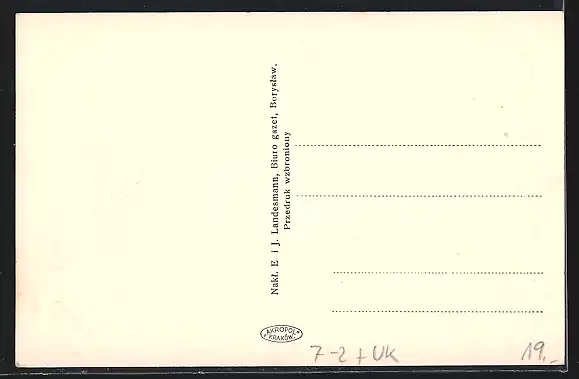 Nakł. E i J. Landesmann, Biuro gazet, Borysław.
Przedruk wzbroniony
AKROPOL
KRAKÓW
7-2 + UK
19,-